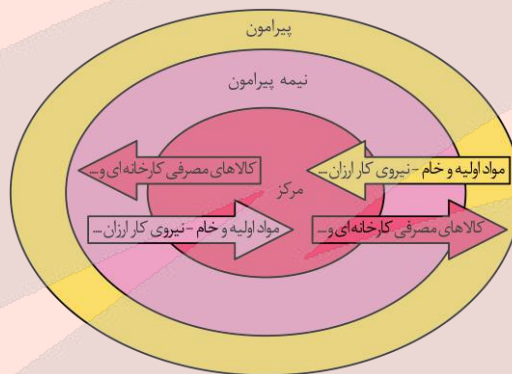 پیرامون
نیمه پیرامون
مواد اولیه و خام - نیروی کار ارزان...
کالاهای مصرفی کارخانه‌ای و...
مرکز
مواد اولیه و خام - نیروی کار ارزان...
کالاهای مصرفی کارخانه‌ای و...